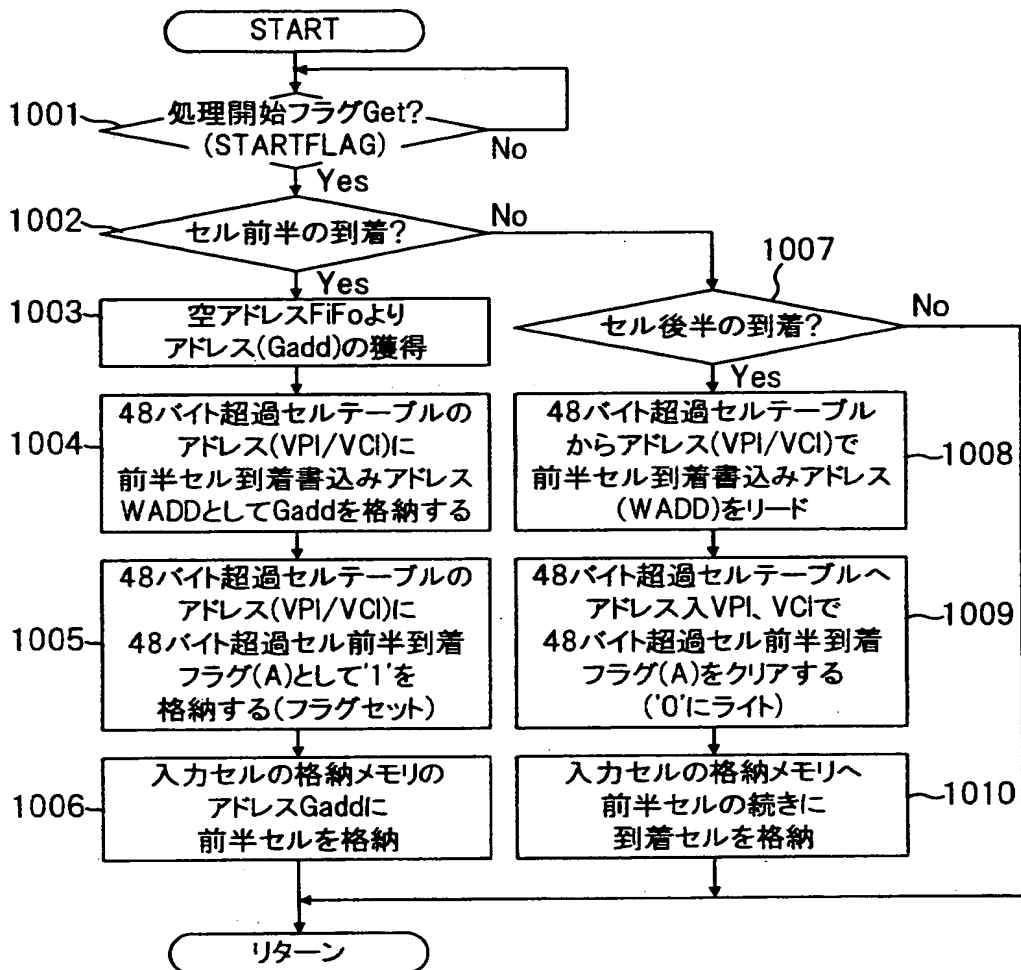 START
1001
処理開始フラグGet?
(STARTFLAG)
No
Yes
1002
セル前半の到着?
No
Yes
1003
空アドレスFiFoより
アドレス(Gadd)の獲得
1004
48バイト超過セルテーブルの
アドレス(VPI/VCI)に
前半セル到着書込みアドレス
WADDとしてGaddを格納する
1005
48バイト超過セルテーブルの
アドレス(VPI/VCI)に
48バイト超過セル前半到着
フラグ(A)として'1'を
格納する(フラグセット)
1006
入力セルの格納メモリの
アドレスGaddに
前半セルを格納
1007
セル後半の到着?
No
Yes
48バイト超過セルテーブル
からアドレス(VPI/VCI)で
前半セル到着書込みアドレス
(WADD)をリード
1008
48バイト超過セルテーブルへ
アドレス入VPI、VCIで
48バイト超過セル前半到着
フラグ(A)をクリアする
('0'にライト)
1009
入力セルの格納メモリへ
前半セルの続きに
到着セルを格納
1010
リターン